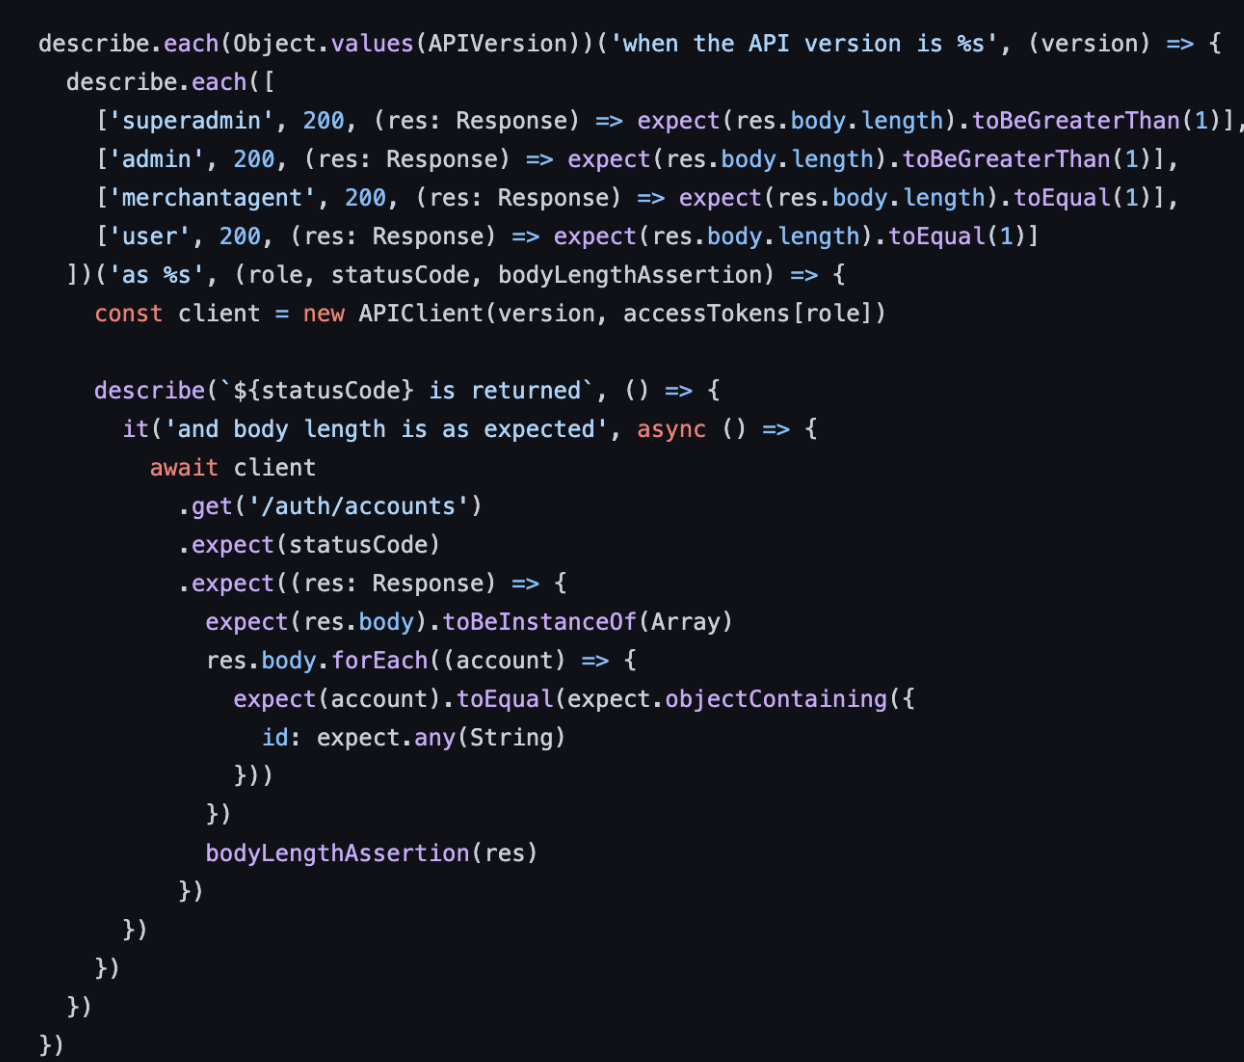 describe.each(Object.values(APIVersion))('when the API version is %s', (version) => {
  describe.each([
    ['superadmin', 200, (res: Response) => expect(res.body.length).toBeGreaterThan(1)],
    ['admin', 200, (res: Response) => expect(res.body.length).toBeGreaterThan(1)],
    ['merchantagent', 200, (res: Response) => expect(res.body.length).toEqual(1)],
    ['user', 200, (res: Response) => expect(res.body.length).toEqual(1)]
  ])('as %s', (role, statusCode, bodyLengthAssertion) => {
    const client = new APIClient(version, accessTokens[role])

    describe(`${statusCode} is returned`, () => {
      it('and body length is as expected', async () => {
        await client
          .get('/auth/accounts')
          .expect(statusCode)
          .expect((res: Response) => {
            expect(res.body).toBeInstanceOf(Array)
            res.body.forEach((account) => {
              expect(account).toEqual(expect.objectContaining({
                id: expect.any(String)
              }))
            })
            bodyLengthAssertion(res)
          })
      })
    })
  })
})